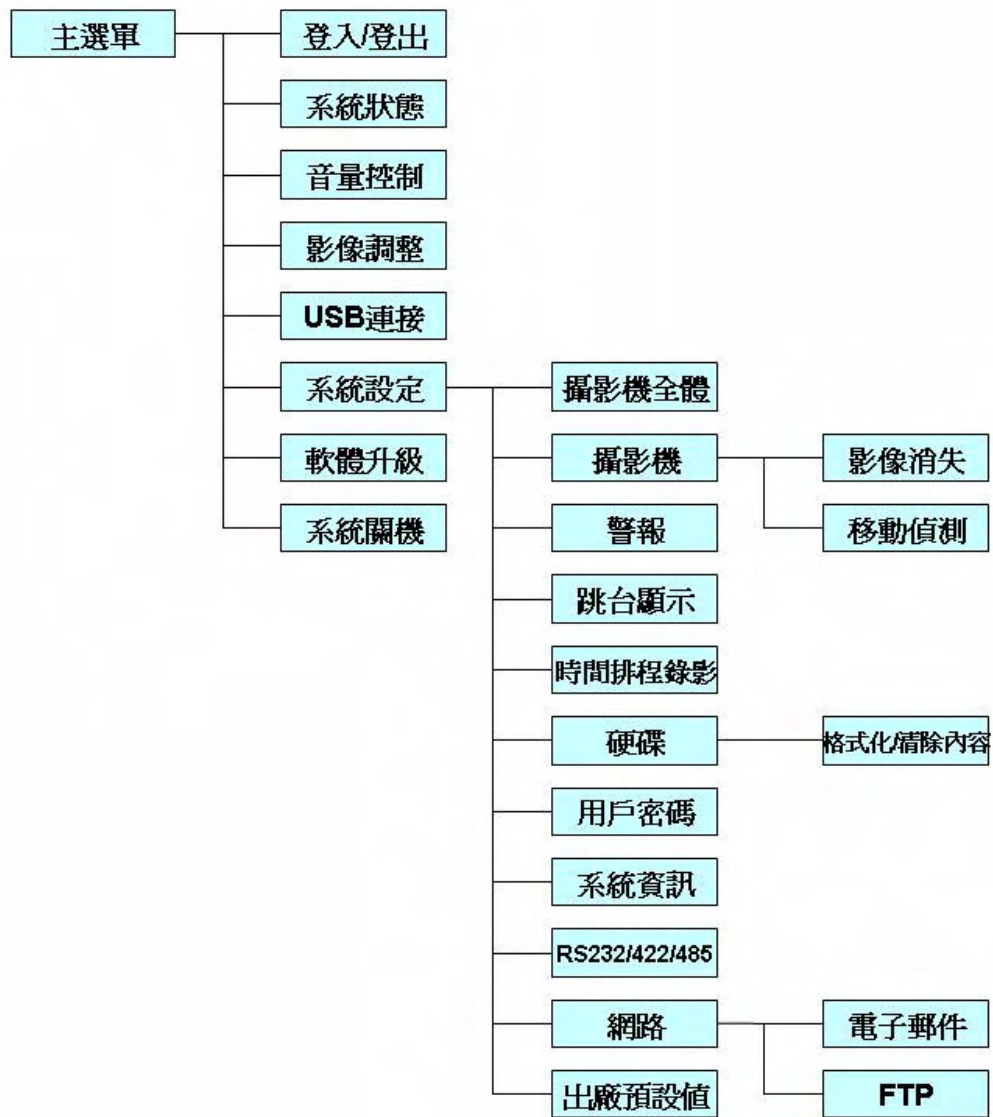 主選單
登入/登出
系統狀態
音量控制
影像調整
USB連接
系統設定
攝影機全體
軟體升級
攝影機
影像消失
系統關機
警報
移動偵測
跳台顯示
時間排程錄影
硬碟
格式化/清除內容
用戶密碼
系統資訊
RS232/422/485
網路
電子郵件
出廠預設值
FTP